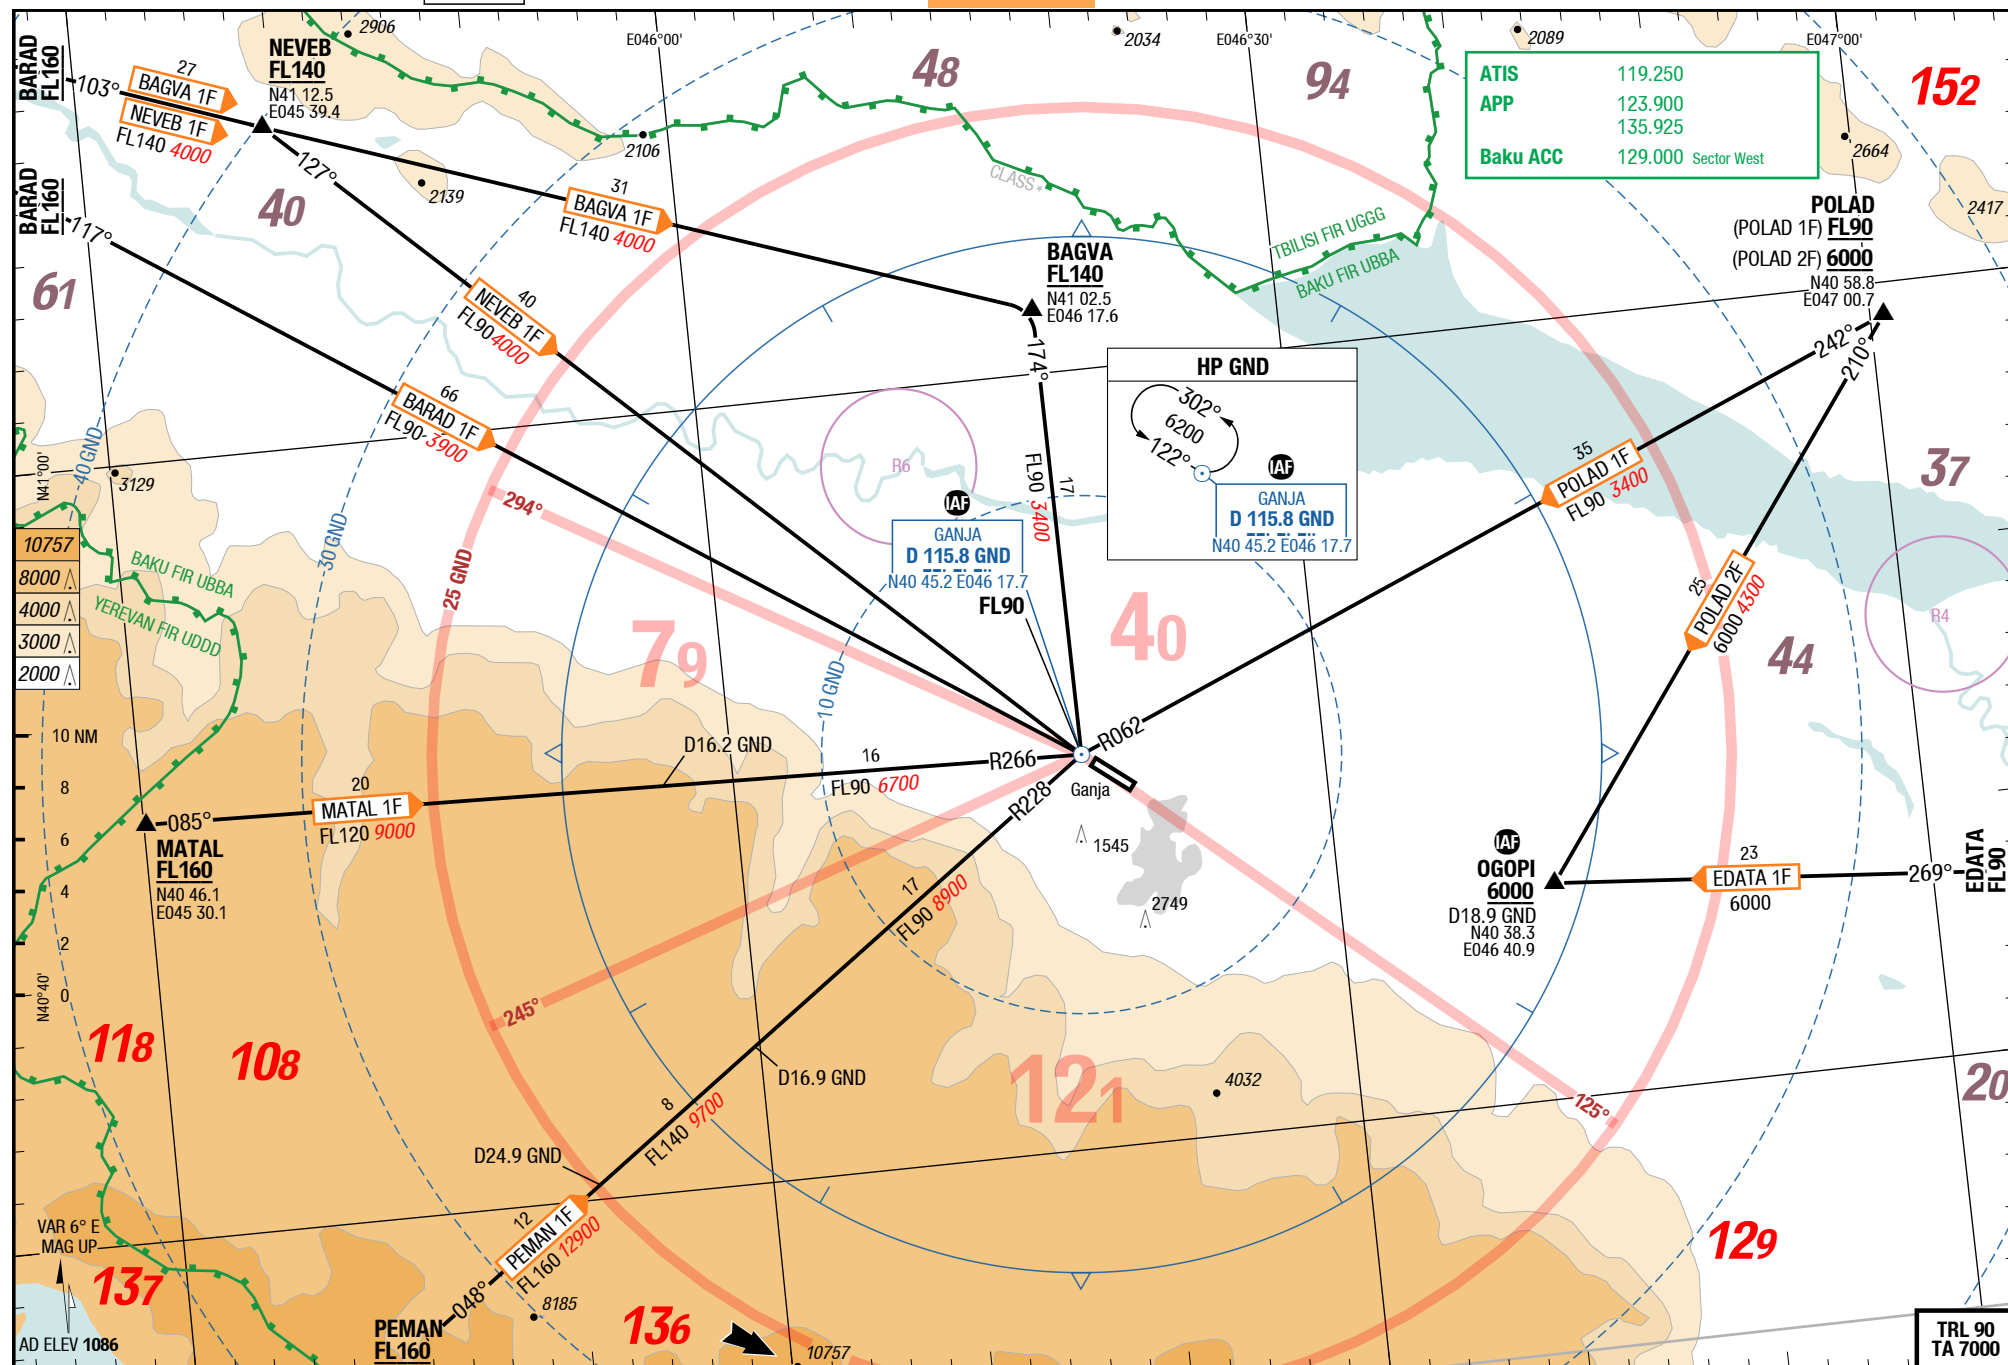 2906
E046°00'
2034
E046°30'
2089
E047°00'
BARAD
FL160
103°
27
BAGVA 1F
NEVEB 1F
FL140 4000
NEVEB
FL140
N41 12.5
E045 39.4
48
94
152
ATIS 119.250
APP 123.900
135.925
Baku ACC 129.000 Sector West
2106
2664
127°
2139
40
CLASS*
BARAD
FL160
117°
31
BAGVA 1F
FL140 4000
TBILISI FIR UGGG
BAKU FIR UBBA
POLAD
(POLAD 1F) FL90
(POLAD 2F) 6000
N40 58.8
E047 00.7
2417
61
BAGVA
FL140
N41 02.5
E046 17.6
40
NEVEB 1F
FL90 4000
174°
242°
210°
HP GND
302°
6200
122°
IAF
GANJA
D 115.8 GND
N40 45.2 E046 17.7
66
BARAD 1F
FL90 3900
40 GND
N41°00'
3129
R6
17
FL90 3400
35
POLAD 1F
FL90 3400
37
294°
30 GND
25 GND
IAF
GANJA
D 115.8 GND
N40 45.2 E046 17.7
FL90
10757
8000
4000
3000
2000
BAKU FIR UBBA
YEREVAN FIR UDDD
25
POLAD 2F
6000 4300
R4
79
40
44
10 GND
10 NM
8
6
4
2
0
D16.2 GND
16
R266
FL90 6700
R062
R228
Ganja
20
MATAL 1F
FL120 9000
085°
MATAL
FL160
N40 46.1
E045 30.1
1545
2749
IAF
OGOPI
6000
D18.9 GND
N40 38.3
E046 40.9
23
EDATA 1F
6000
269°
EDATA
FL90
17
FL90 8900
N40°40'
245°
118
108
D16.9 GND
121
4032
125°
20
8
FL140 9700
D24.9 GND
12
PEMAN 1F
FL160 12900
048°
VAR 6° E
MAG UP
137
8185
136
129
AD ELEV 1086
PEMAN
FL160
10757
TRL 90
TA 7000